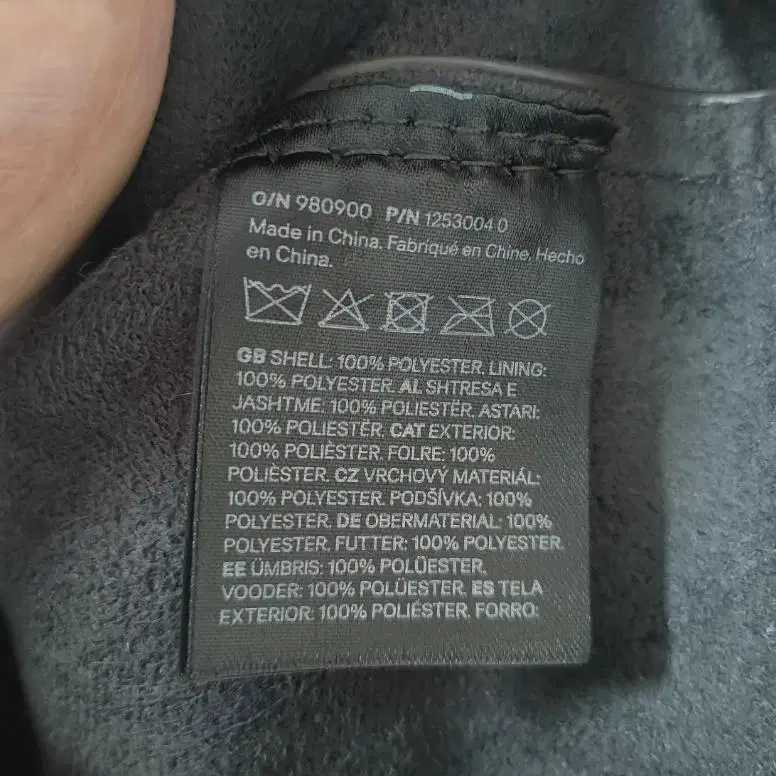 O/N 980900 P/N 1253004 0
Made in China. Fabriqué en Chine. Hecho
en China.
GB SHELL: 100% POLYESTER. LINING:
100% POLYESTER. AL SHTRESA E
JASHTME: 100% POLIESTËR. ASTARI:
100% POLIESTËR. CAT EXTERIOR:
100% POLIÈSTER. FOLRE: 100%
POLIÈSTER. CZ VRCHOVÝ MATERIÁL:
100% POLYESTER. PODŠÍVKA: 100%
POLYESTER. DE OBERMATERIAL: 100%
POLYESTER. FUTTER: 100% POLYESTER.
EE ÜMBRIS: 100% POLÜESTER.
VOODER: 100% POLÜESTER. ES TELA
EXTERIOR: 100% POLIÉSTER. FORRO: